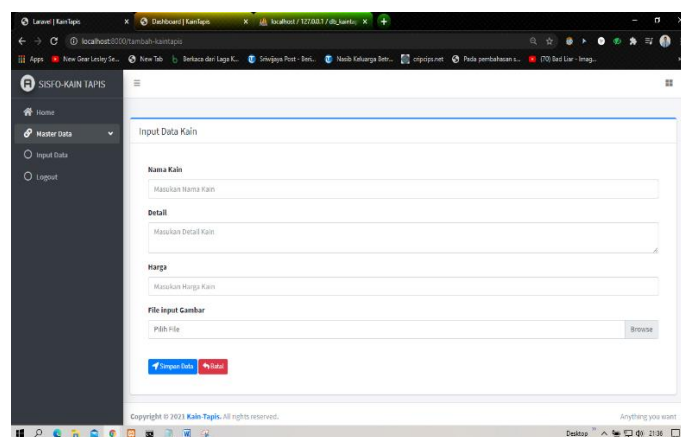 Laravel | KainTapis
Dashboard | KainTapis
localhost / 127.0.0.1 / db_kainta
localhost:8000/tambah-kaintapis
Apps
New Gear Lesley Se...
New Tab
Berkaca dari Laga K...
Sriwijaya Post - Beri...
Nasib Keluarga Betr...
Pada pembahasan s...
(70) Bad Liar - Imag...
SISFO-KAIN TAPIS
Home
Master Data
Input Data
Logout
Input Data Kain
Nama Kain
Masukan Nama Kain
Detail
Masukan Detail Kain
Harga
Masukan Harga Kain
File input Gambar
Pilih File
Browse
Simpan Data
Batal
Copyright © 2021 Kain-Tapis. All rights reserved.
Anything you want
Desktop
21:36